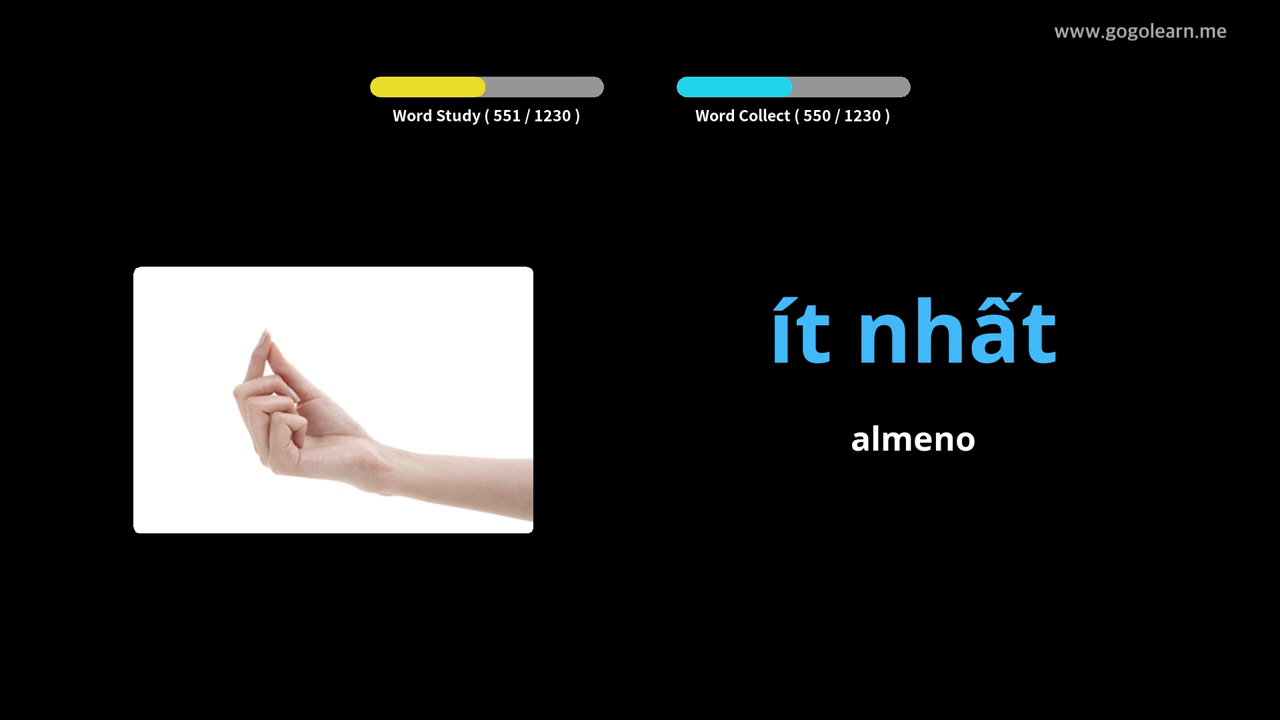 www.gogolearn.me
Word Study ( 551 / 1230 )
Word Collect ( 550 / 1230 )
ít nhất
almeno